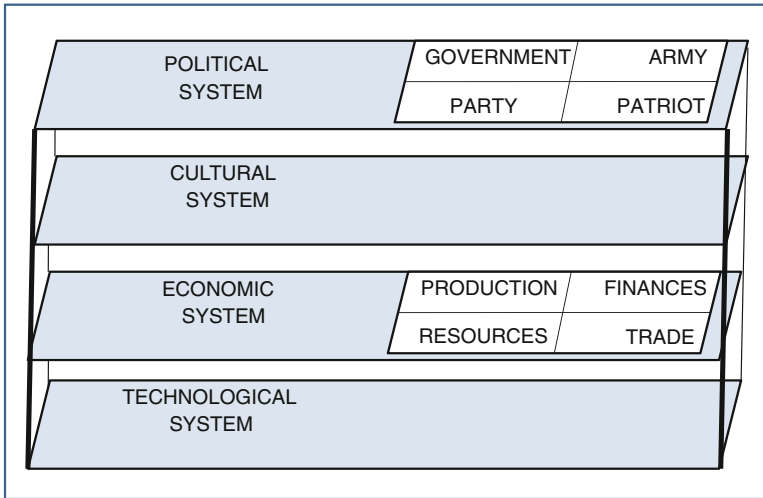 POLITICAL
SYSTEM
GOVERNMENT
ARMY
PARTY
PATRIOT
CULTURAL
SYSTEM
ECONOMIC
SYSTEM
PRODUCTION
FINANCES
RESOURCES
TRADE
TECHNOLOGICAL
SYSTEM